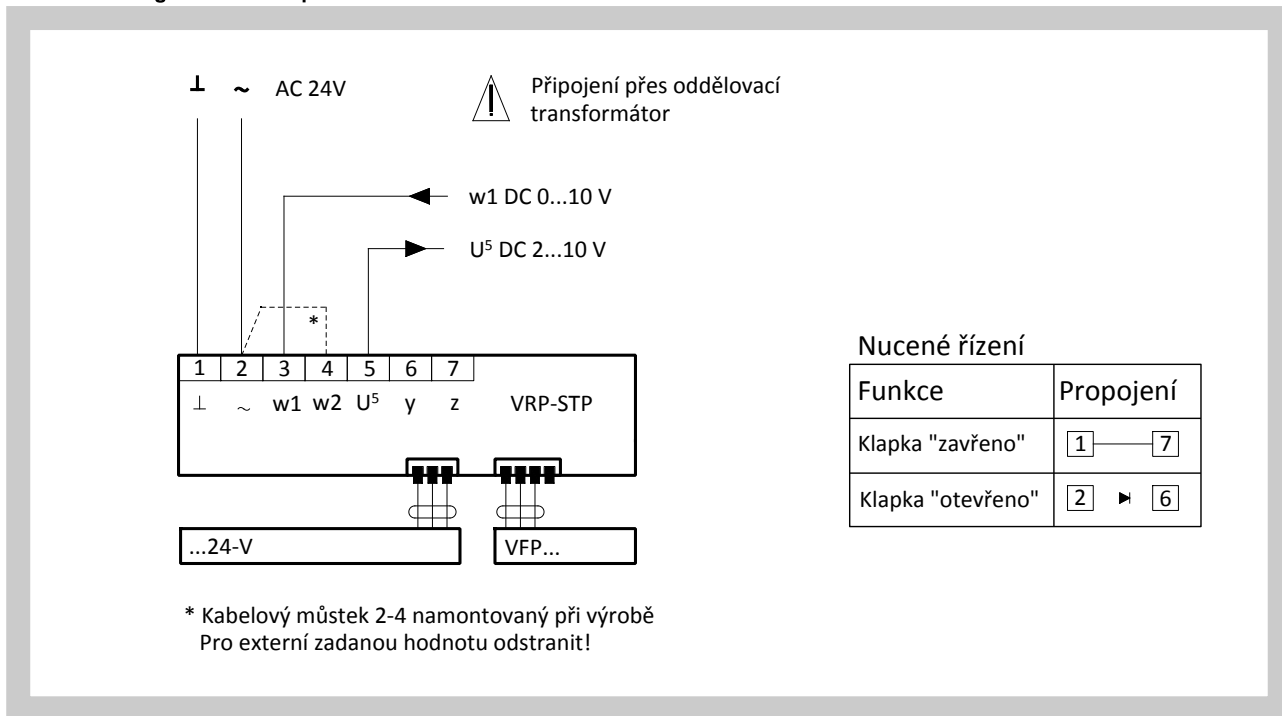 ⊥ ~ AC 24V
Připojení přes oddělovací
transformátor
w1 DC 0...10 V
U⁵ DC 2...10 V
*
1 2 3 4 5 6 7
⊥ ~ w1 w2 U⁵ y z VRP-STP
...24-V
VFP...
* Kabelový můstek 2-4 namontovaný při výrobě
Pro externí zadanou hodnotu odstranit!
Nucené řízení
Funkce Propojení
Klapka "zavřeno" 1 7
Klapka "otevřeno" 2 6